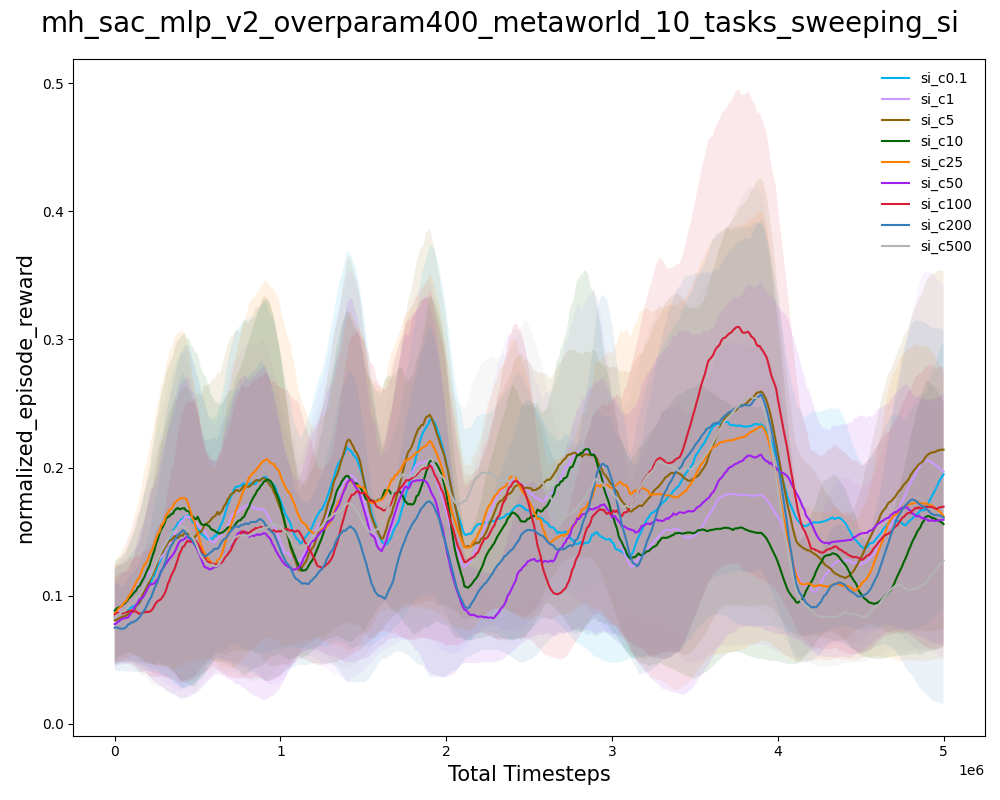 mh_sac_mlp_v2_overparam400_metaworld_10_tasks_sweeping_si
normalized_episode_reward
0.5
0.4
0.3
0.2
0.1
0.0
si_c0.1
si_c1
si_c5
si_c10
si_c25
si_c50
si_c100
si_c200
si_c500
0 1 2 3 4 5
1e6
Total Timesteps